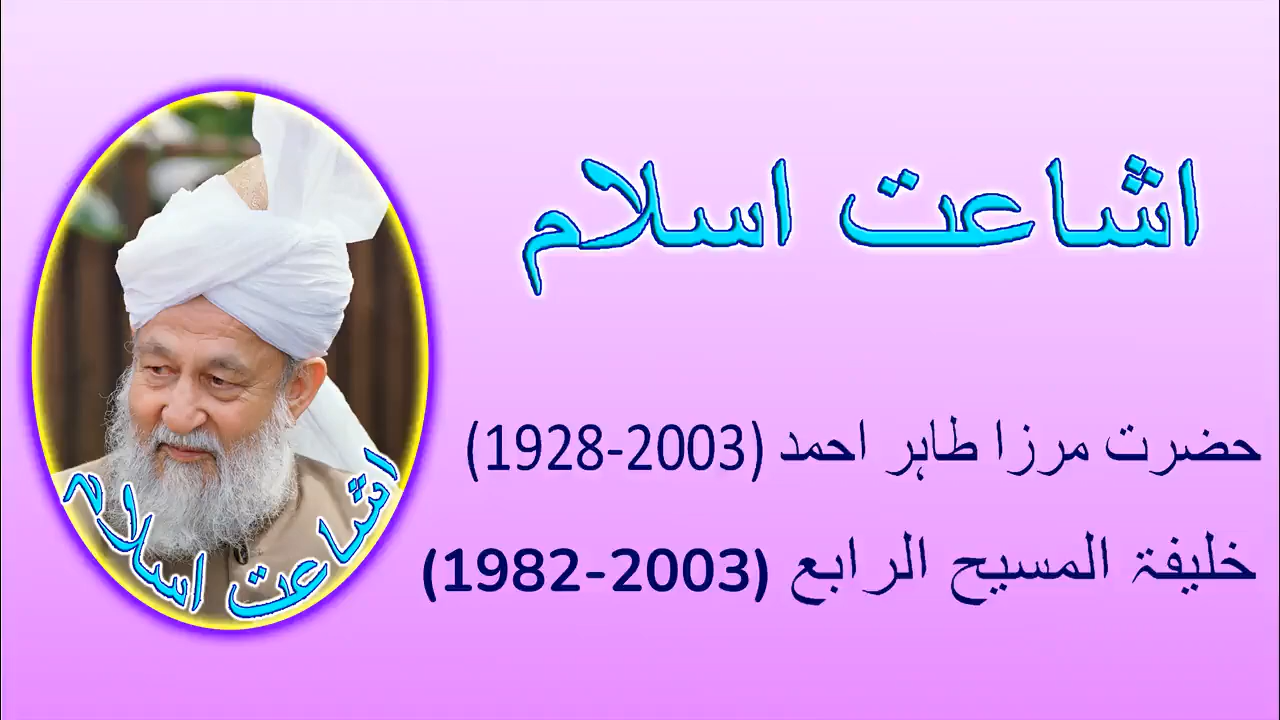 اشاعت اسلام
حضرت مرزا طاہر احمد (1928-2003)
خلیفۃ المسیح الرابع (1982-2003)
اشاعت اسلام